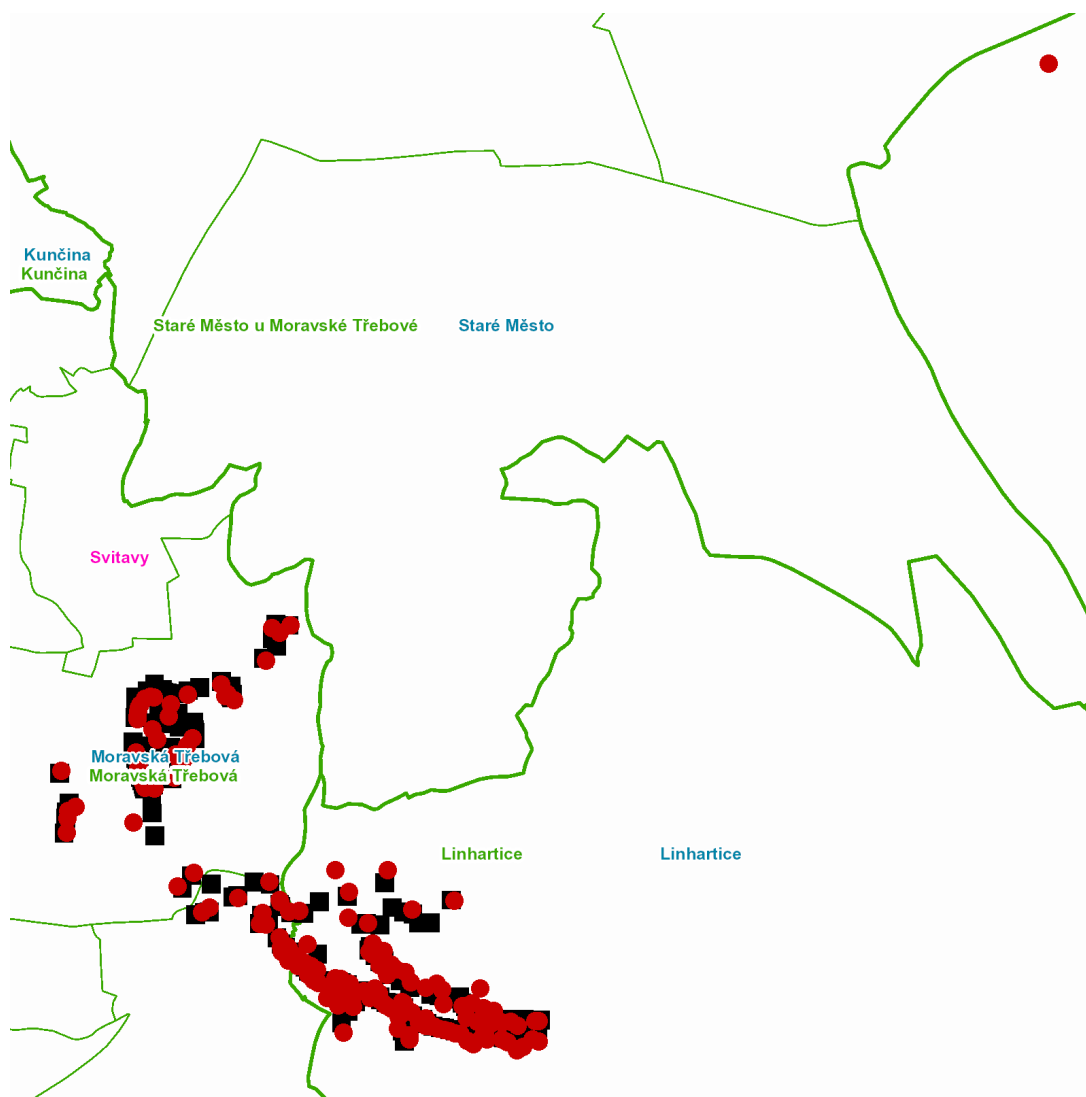 Kunčina
Kunčina
Staré Město u Moravské Třebové
Staré Město
Svitavy
Moravská Třebová
Moravská Třebová
Linhartice
Linhartice